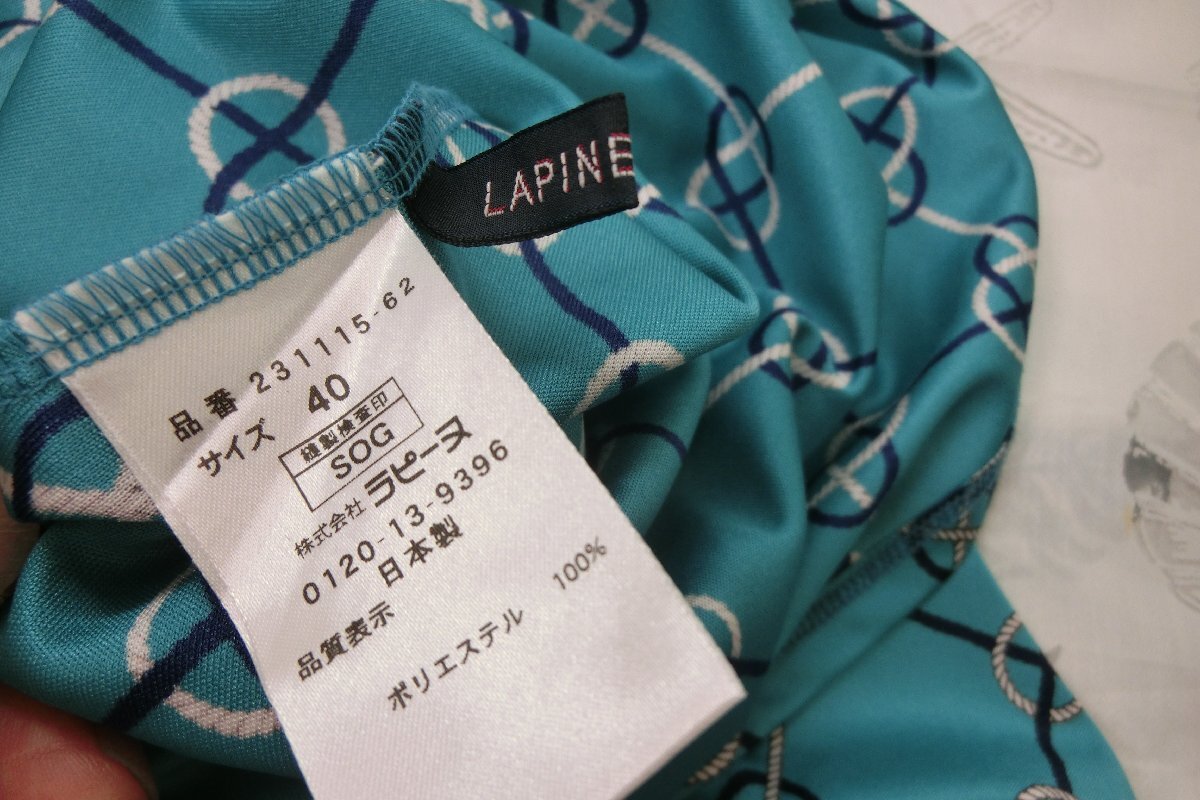 LAPINE
品番 231115-62
サイズ 40
縫製検査印
SOG
株式会社 ラピーヌ
0120-13-9396
日本製
品質表示
ポリエステル 100%